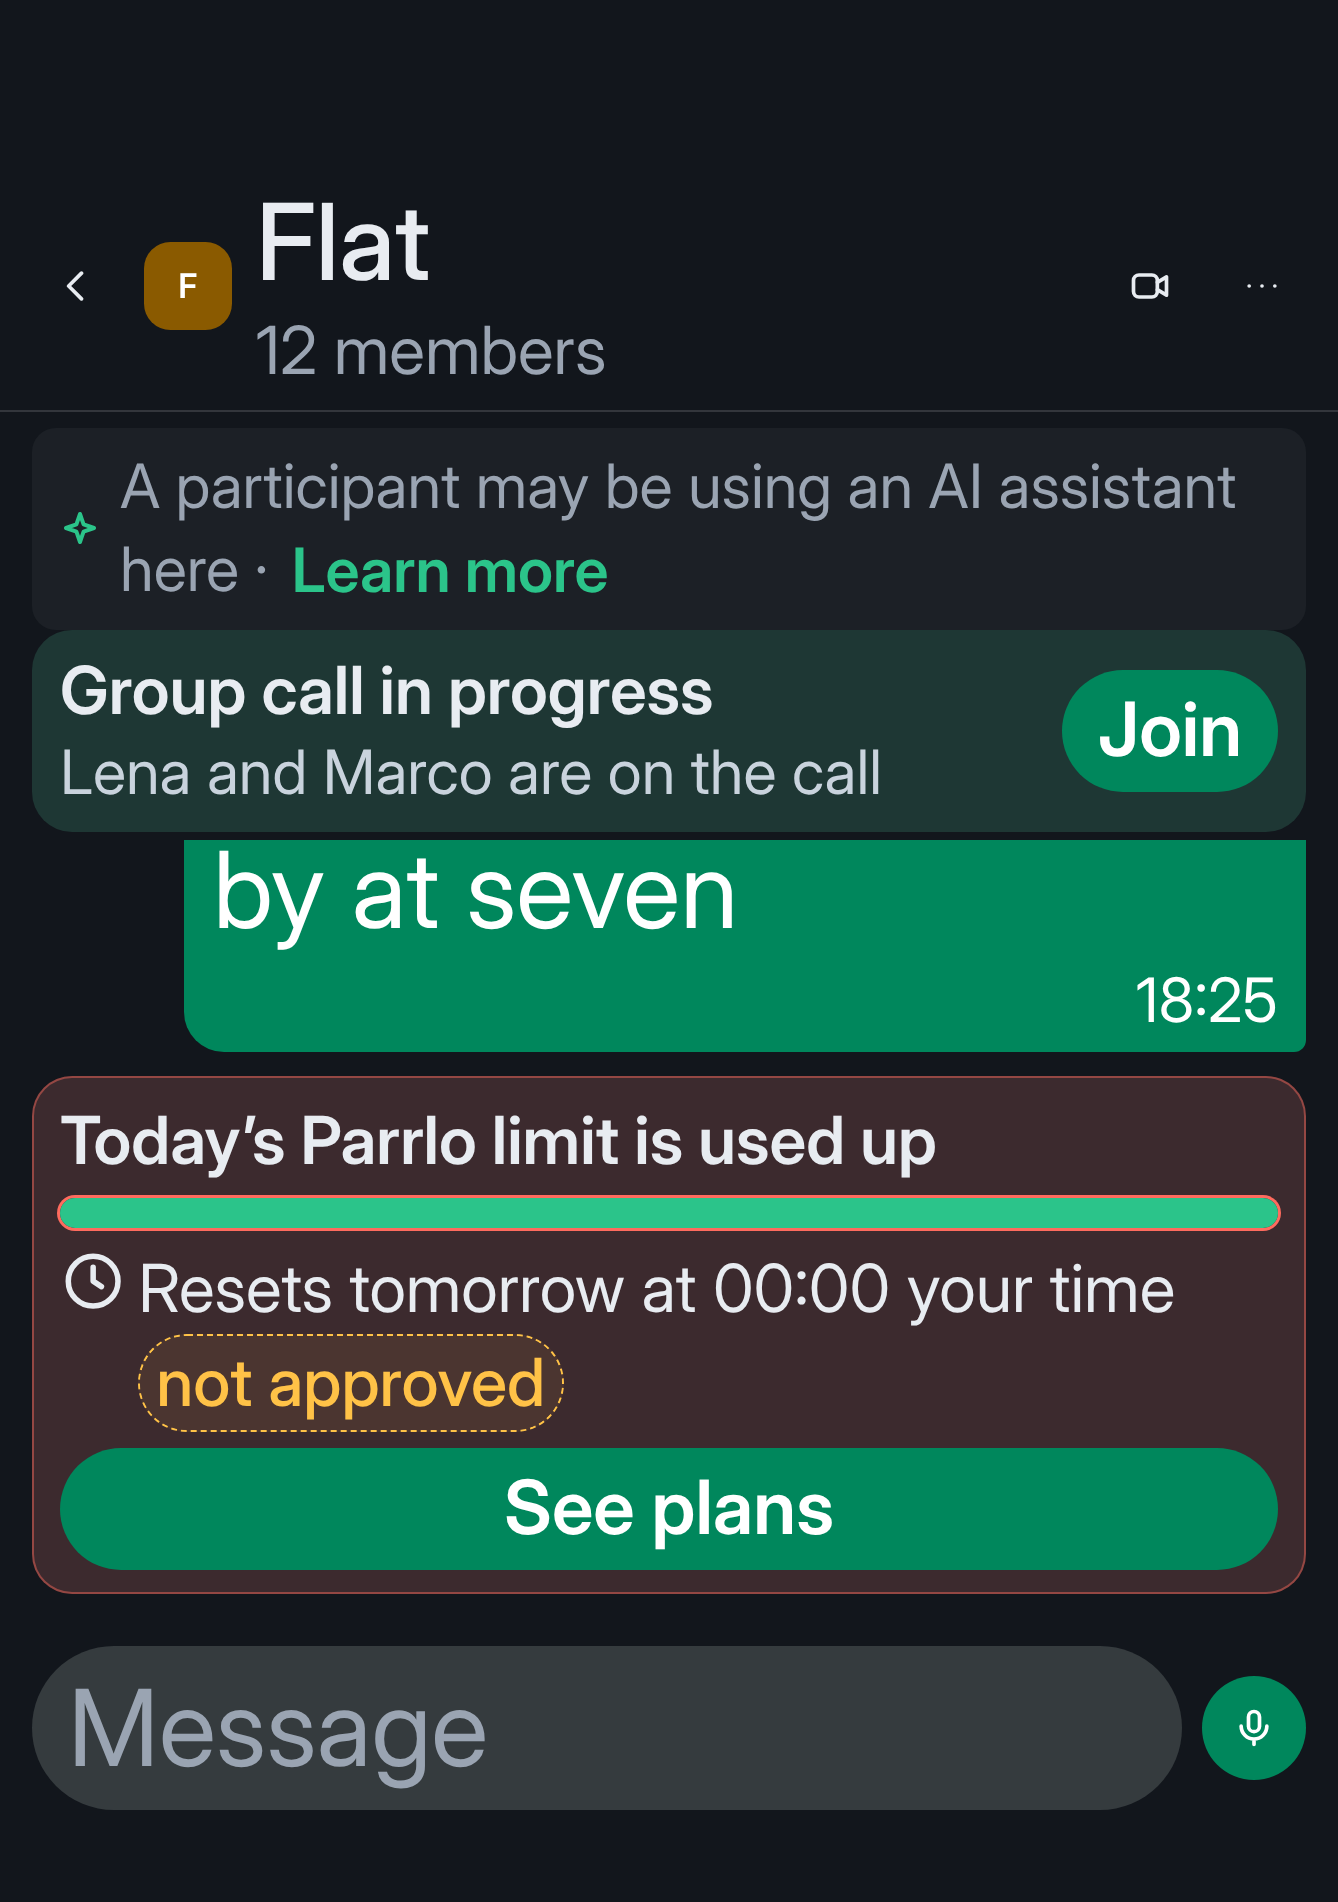 Flat
F
12 members
A participant may be using an AI assistant
here · Learn more
Group call in progress
Join
Lena and Marco are on the call
by at seven
18:25
Today’s Parrlo limit is used up
Resets tomorrow at 00:00 your time
not approved
See plans
Message